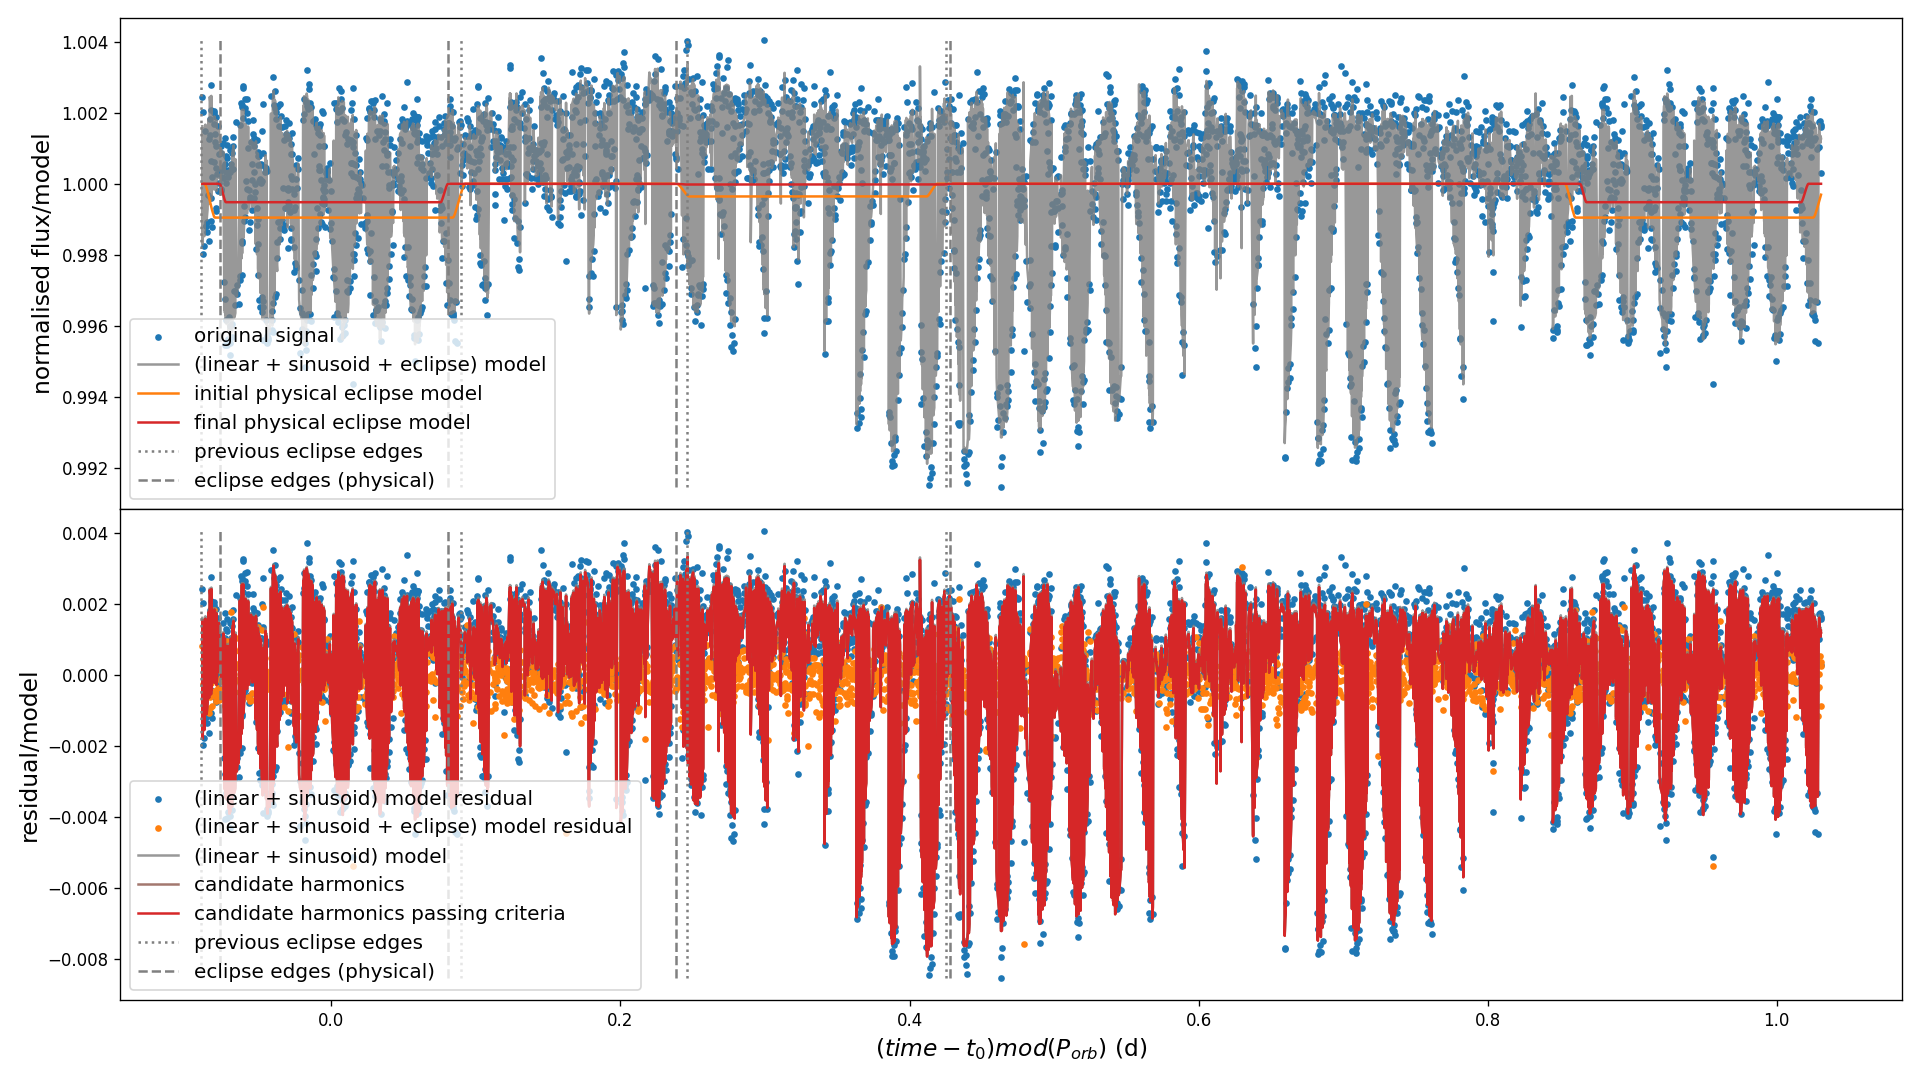 1.004
1.002
1.000
0.998
0.996
0.994
0.992
normalised flux/model
original signal
(linear + sinusoid + eclipse) model
initial physical eclipse model
final physical eclipse model
previous eclipse edges
eclipse edges (physical)
0.004
0.002
0.000
−0.002
−0.004
−0.006
−0.008
residual/model
(linear + sinusoid) model residual
(linear + sinusoid + eclipse) model residual
(linear + sinusoid) model
candidate harmonics
candidate harmonics passing criteria
previous eclipse edges
eclipse edges (physical)
0.0 0.2 0.4 0.6 0.8 1.0
(time − t₀)mod(Pₒᵣb) (d)